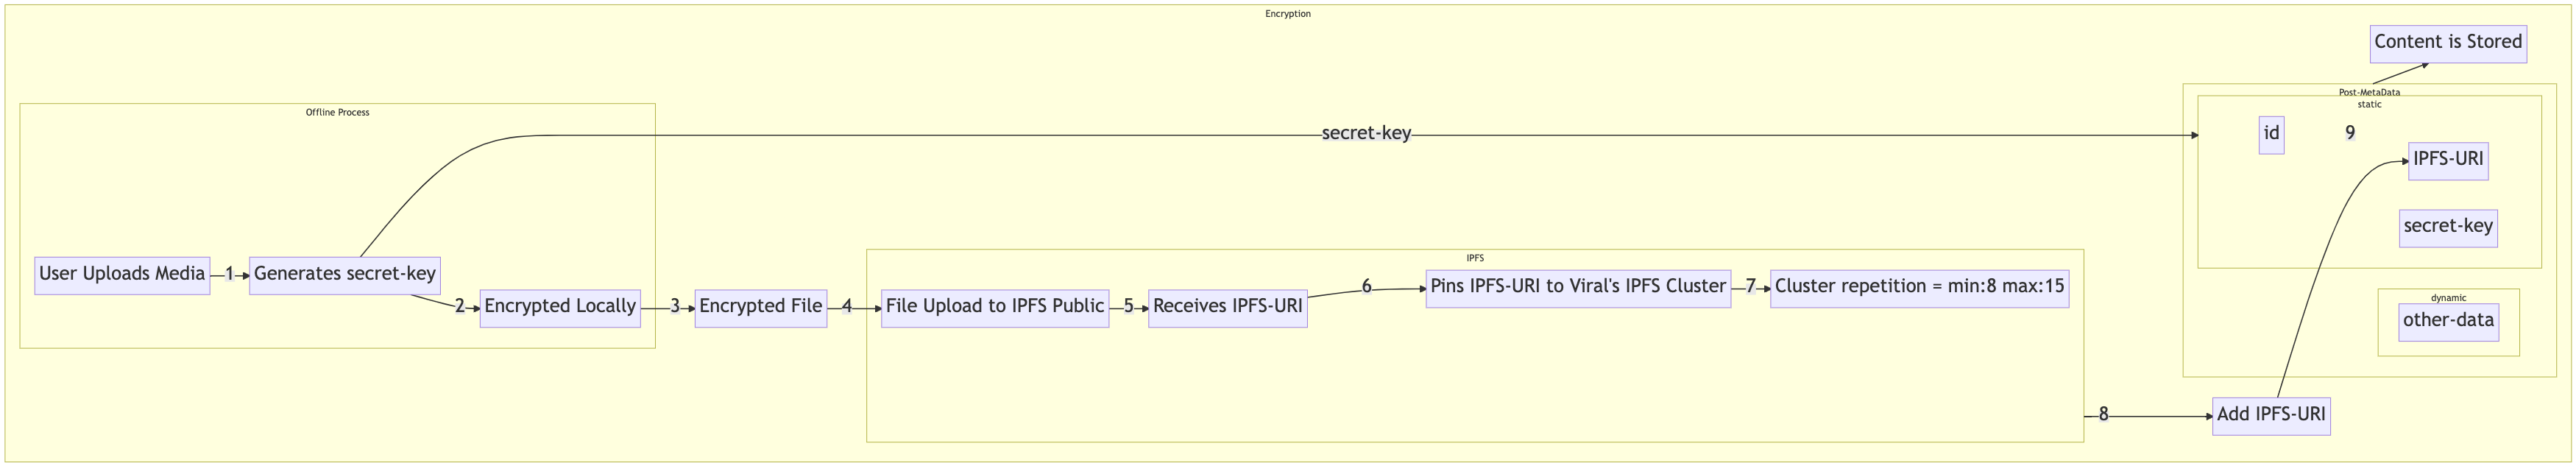 Encryption
Content is Stored
Post-MetaData
static
Offline Process
secret-key
id
9
IPFS-URI
secret-key
IPFS
User Uploads Media
1
Generates secret-key
2
Encrypted Locally
3
Encrypted File
4
File Upload to IPFS Public
5
Receives IPFS-URI
6
Pins IPFS-URI to Viral's IPFS Cluster
7
Cluster repetition = min:8 max:15
dynamic
other-data
8
Add IPFS-URI